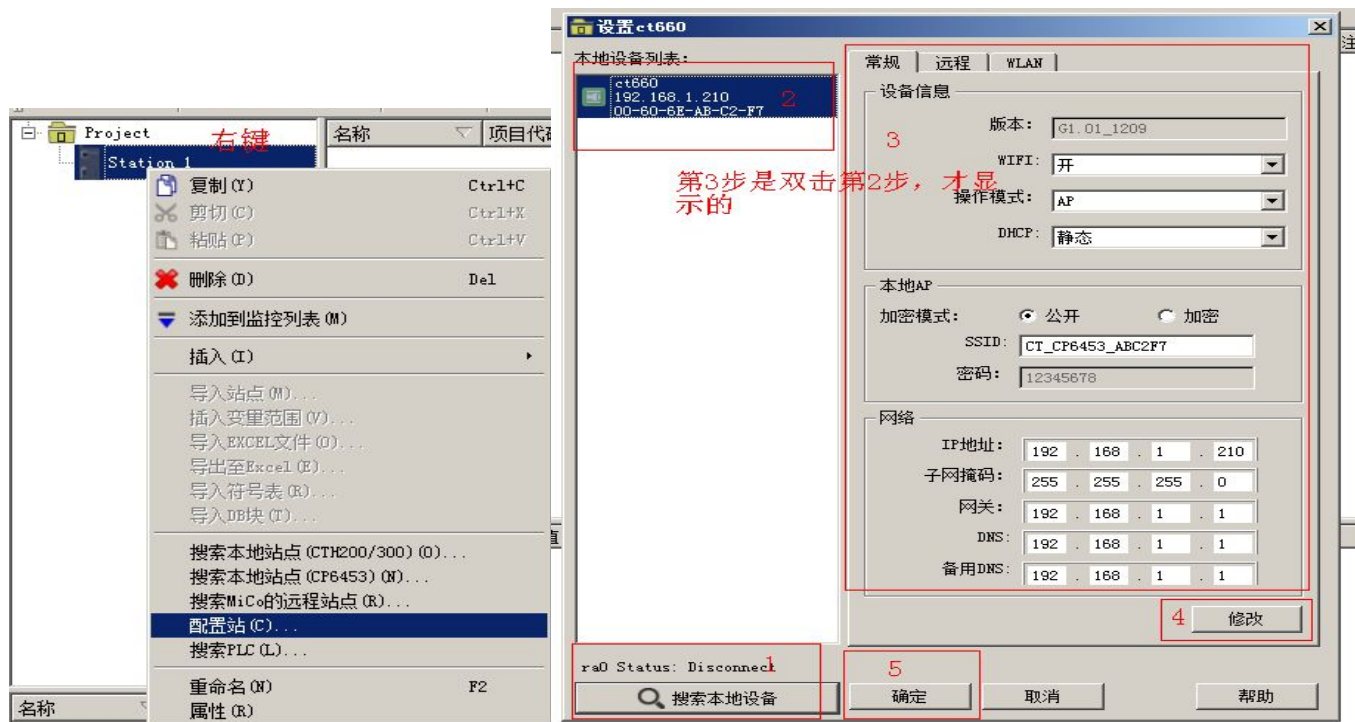 Project
Station 1
右键
名称
项目代
复制(Y) Ctrl+C
剪切(C) Ctrl+X
粘贴(P) Ctrl+V
删除(D) Del
添加到监控列表(M)
插入(I)
导入站点(M)...
插入变里范围(V)...
导入EXCEL文件(O)...
导出至Excel(E)...
导入符号表(R)...
导入DB块(T)...
搜索本地站点(CTH200/300)(O)...
搜索本地站点(CP6453)(N)...
搜索MiCo的远程站点(R)...
配置站(C)...
搜索PLC(L)...
重命名(N) F2
属性(R)
名称
值
设置ct660
注
本地设备列表:
ct660
192.168.1.210
00-60-6E-AB-C2-F7
2
第3步是双击第2步，才显
示的
ra0 Status: Disconnect
1
搜索本地设备
常规 远程 WLAN
设备信息
3
版本: G1.01_1209
WIFI: 开
操作模式: AP
DHCP: 静态
本地AP
加密模式: 公开 加密
SSID: CT_CP6453_ABC2F7
密码: 12345678
网络
IP地址: 192 . 168 . 1 . 210
子网掩码: 255 . 255 . 255 . 0
网关: 192 . 168 . 1 . 1
DNS: 192 . 168 . 1 . 1
备用DNS: 192 . 168 . 1 . 1
4 修改
5
确定 取消 帮助